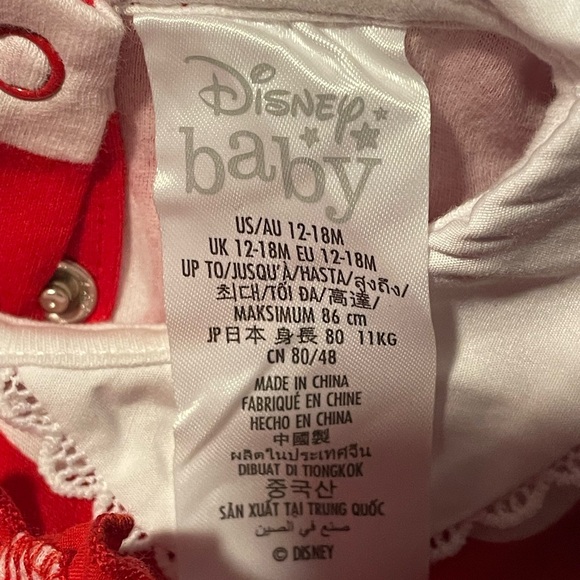 Disney
baby
US/AU 12-18M
UK 12-18M EU 12-18M
UP TO/JUSQU'À/HASTA/สูงถึง/
최대/TỐI ĐA/高達/
MAKSIMUM 86 cm
JP日本 身長 80 11KG
CN 80/48
MADE IN CHINA
FABRIQUÉ EN CHINE
HECHO EN CHINA
中國製
ผลิตในประเทศจีน
DIBUAT DI TIONGKOK
중국산
SẢN XUẤT TẠI TRUNG QUỐC
صنع في الصين
© DISNEY